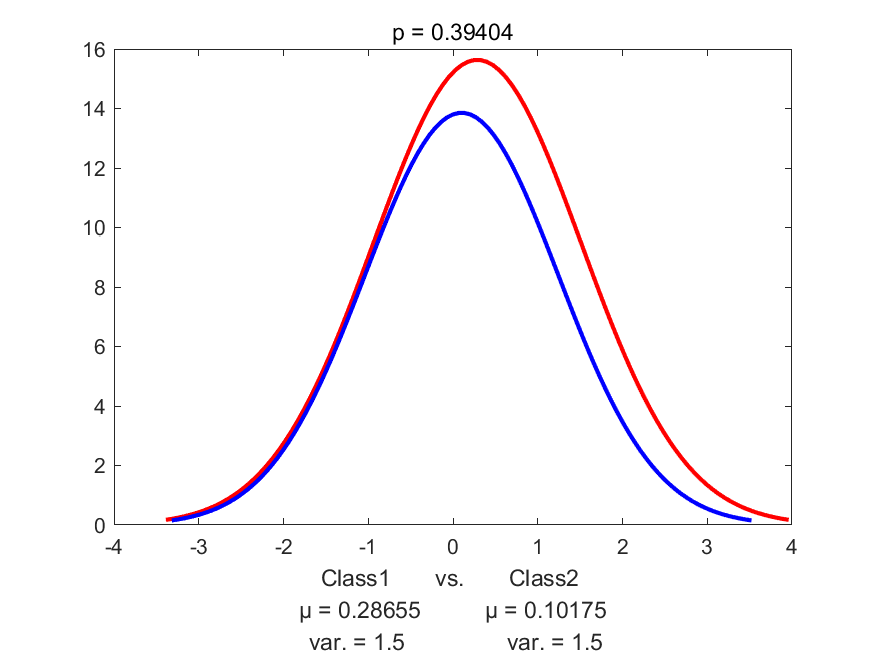 p = 0.39404
16
14
12
10
8
6
4
2
0
-4 -3 -2 -1 0 1 2 3 4
Class1 vs. Class2
μ = 0.28655 μ = 0.10175
var. = 1.5 var. = 1.5